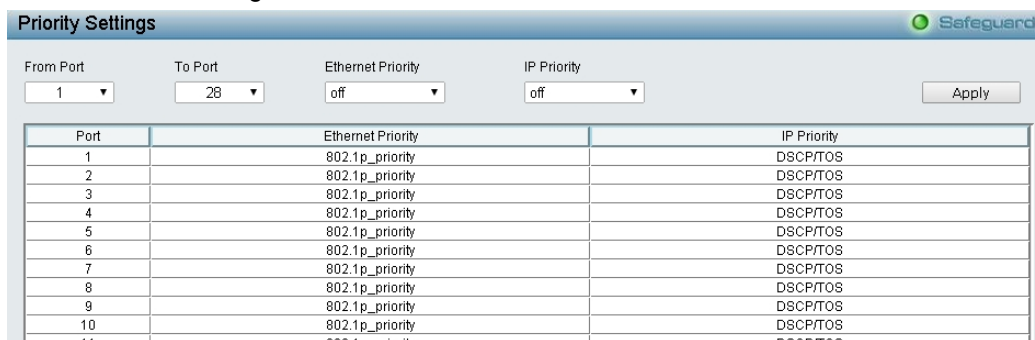 Priority Settings Safeguard
From Port To Port Ethernet Priority IP Priority
1 28 off off Apply
Port Ethernet Priority IP Priority
1 802.1p_priority DSCP/TOS
2 802.1p_priority DSCP/TOS
3 802.1p_priority DSCP/TOS
4 802.1p_priority DSCP/TOS
5 802.1p_priority DSCP/TOS
6 802.1p_priority DSCP/TOS
7 802.1p_priority DSCP/TOS
8 802.1p_priority DSCP/TOS
9 802.1p_priority DSCP/TOS
10 802.1p_priority DSCP/TOS